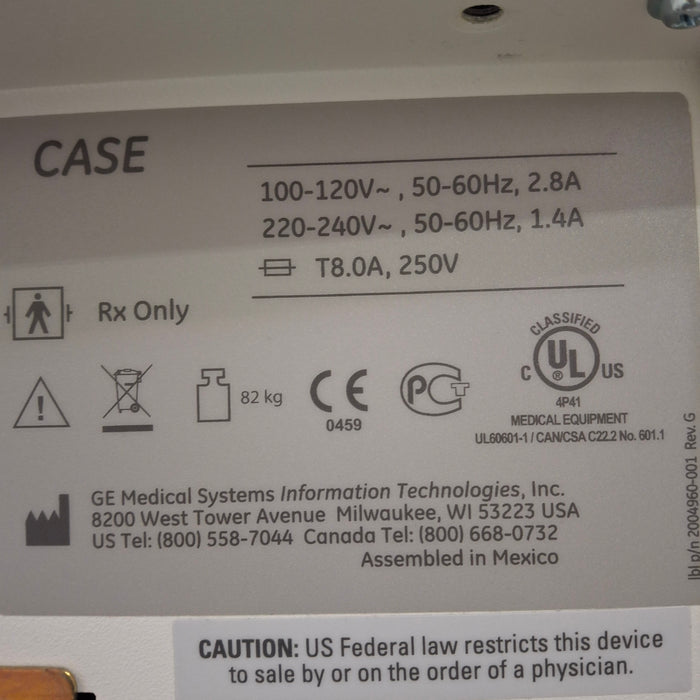 CASE
100-120V~ , 50-60Hz, 2.8A
220-240V~ , 50-60Hz, 1.4A
T8.0A, 250V
Rx Only
82 kg
CE
0459
PCT
CLASSIFIED
C UL ® US
4P41
MEDICAL EQUIPMENT
UL60601-1 / CAN/CSA C22.2 No. 601.1
GE Medical Systems Information Technologies, Inc.
8200 West Tower Avenue Milwaukee, WI 53223 USA
US Tel: (800) 558-7044 Canada Tel: (800) 668-0732
Assembled in Mexico
lbl p/n 2004960-001 Rev. G
CAUTION: US Federal law restricts this device
to sale by or on the order of a physician.